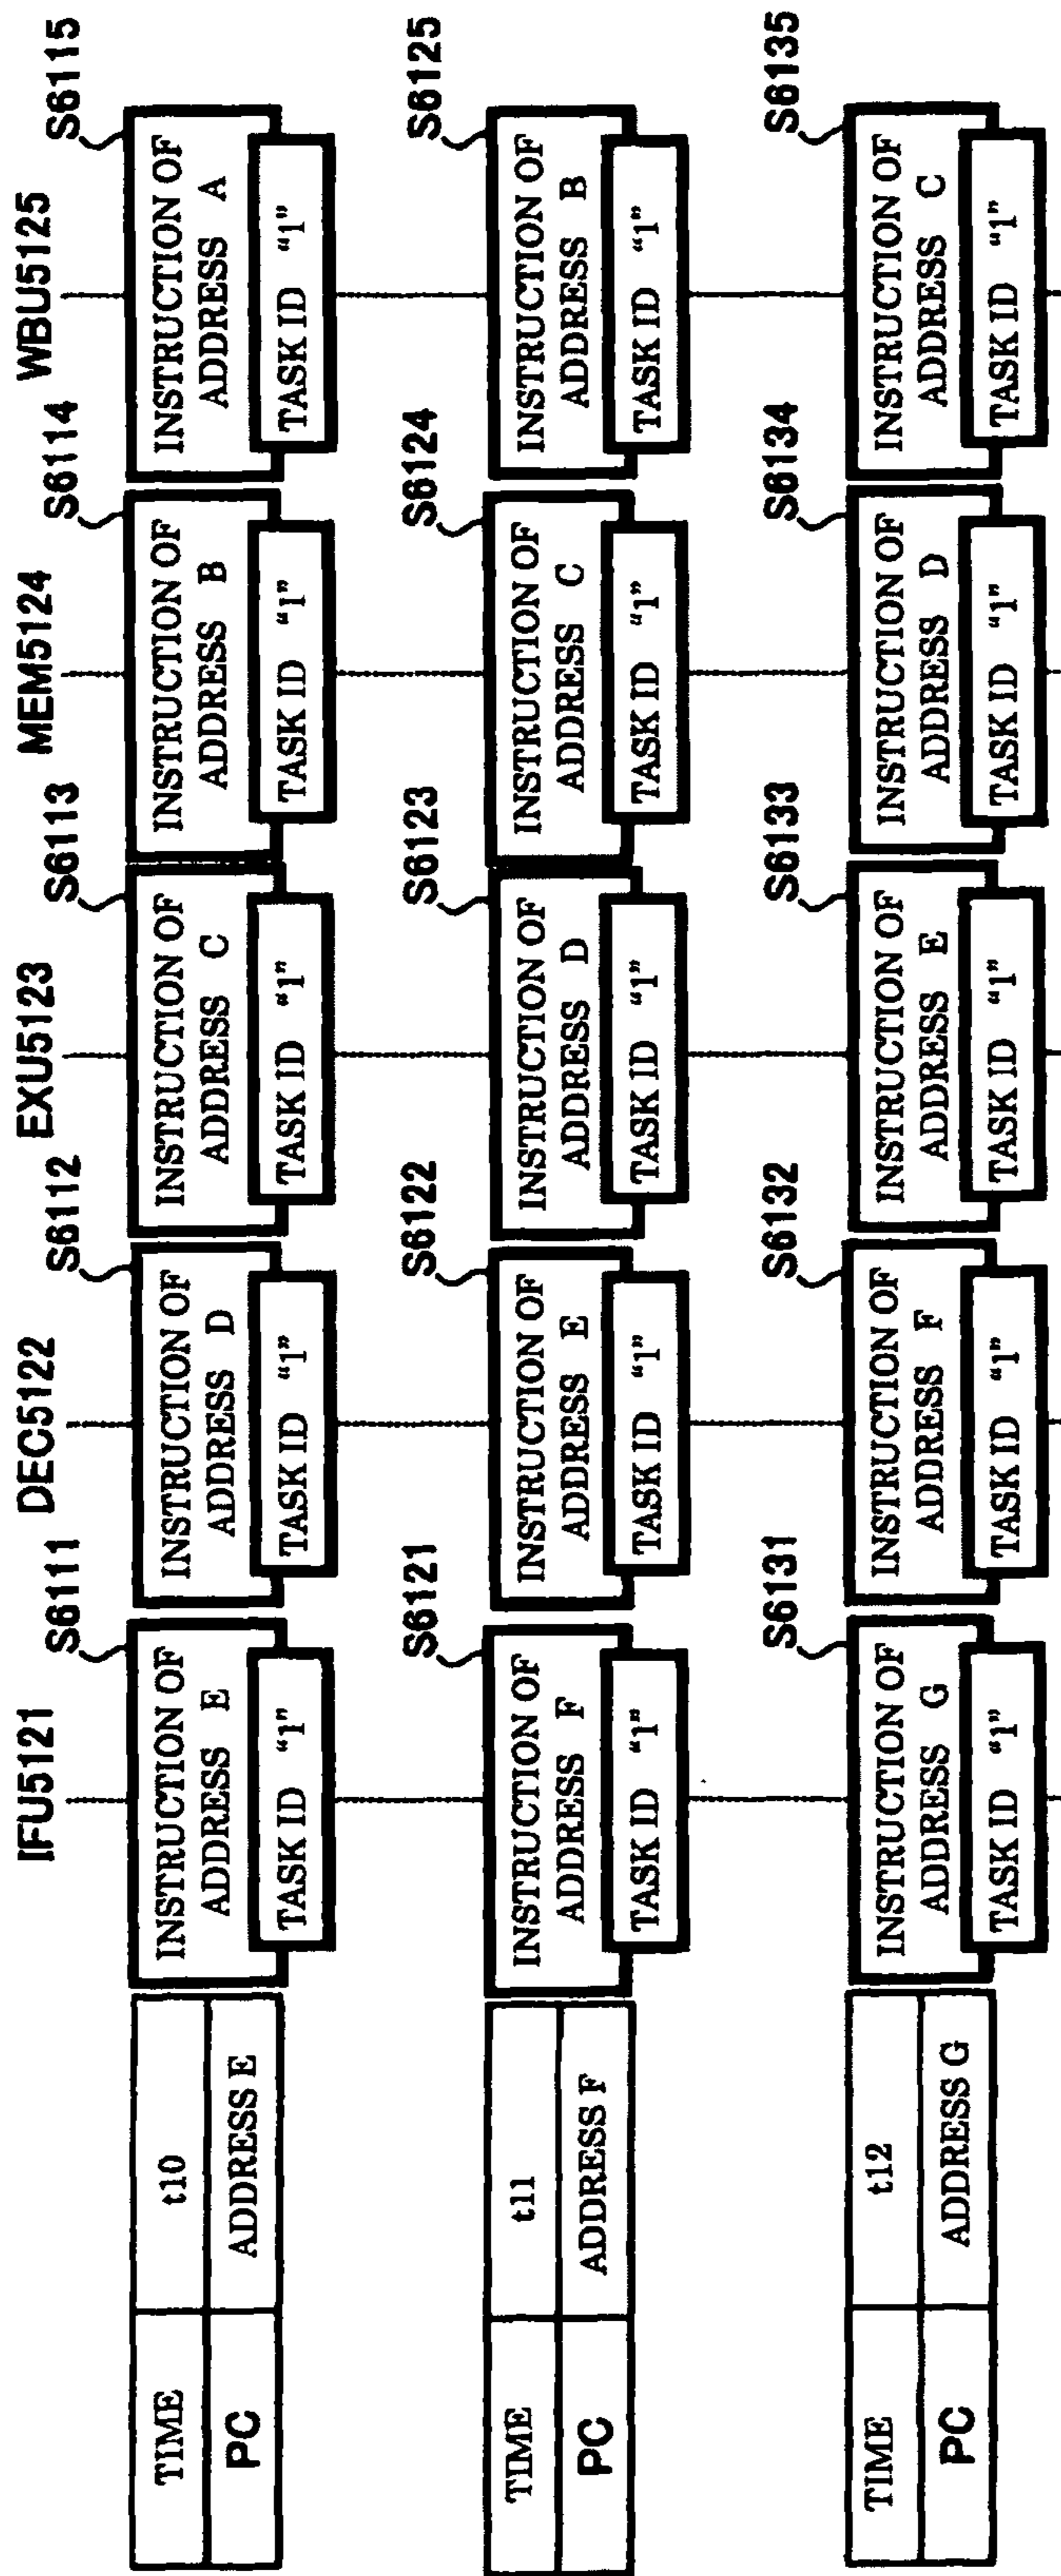 IFU5121 DEC5122 EXU5123 MEM5124 WBU5125
S6111 S6112 S6113 S6114 S6115
TIME t10
PC ADDRESS E
INSTRUCTION OF
ADDRESS E
TASK ID "1"
INSTRUCTION OF
ADDRESS D
TASK ID "1"
INSTRUCTION OF
ADDRESS C
TASK ID "1"
INSTRUCTION OF
ADDRESS B
TASK ID "1"
INSTRUCTION OF
ADDRESS A
TASK ID "1"
S6121 S6122 S6123 S6124 S6125
TIME t11
PC ADDRESS F
INSTRUCTION OF
ADDRESS F
TASK ID "1"
INSTRUCTION OF
ADDRESS E
TASK ID "1"
INSTRUCTION OF
ADDRESS D
TASK ID "1"
INSTRUCTION OF
ADDRESS C
TASK ID "1"
INSTRUCTION OF
ADDRESS B
TASK ID "1"
S6131 S6132 S6133 S6134 S6135
TIME t12
PC ADDRESS G
INSTRUCTION OF
ADDRESS G
TASK ID "1"
INSTRUCTION OF
ADDRESS F
TASK ID "1"
INSTRUCTION OF
ADDRESS E
TASK ID "1"
INSTRUCTION OF
ADDRESS D
TASK ID "1"
INSTRUCTION OF
ADDRESS C
TASK ID "1"